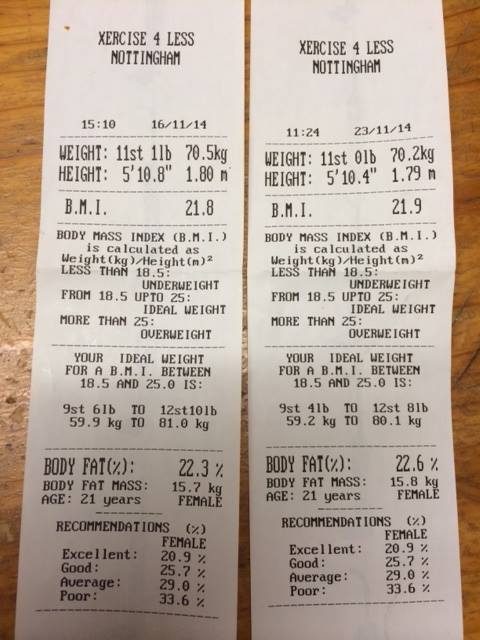 XERCISE 4 LESS
NOTTINGHAM
15:10 16/11/14
WEIGHT: 11st 1lb 70.5kg
HEIGHT: 5'10.8" 1.80 m
B.M.I. 21.8
BODY MASS INDEX (B.M.I.)
is calculated as
Weight(kg)/Height(m)²
LESS THAN 18.5:
UNDERWEIGHT
FROM 18.5 UPTO 25:
IDEAL WEIGHT
MORE THAN 25:
OVERWEIGHT
YOUR IDEAL WEIGHT
FOR A B.M.I. BETWEEN
18.5 AND 25.0 IS:
9st 6lb TO 12st10lb
59.9 kg TO 81.0 kg
BODY FAT(%): 22.3 %
BODY FAT MASS: 15.7 kg
AGE: 21 years FEMALE
RECOMMENDATIONS (%)
FEMALE
Excellent: 20.9 %
Good: 25.7 %
Average: 29.0 %
Poor: 33.6 %
XERCISE 4 LESS
NOTTINGHAM
11:24 23/11/14
WEIGHT: 11st 0lb 70.2kg
HEIGHT: 5'10.4" 1.79 m
B.M.I. 21.9
BODY MASS INDEX (B.M.I.)
is calculated as
Weight(kg)/Height(m)²
LESS THAN 18.5:
UNDERWEIGHT
FROM 18.5 UPTO 25:
IDEAL WEIGHT
MORE THAN 25:
OVERWEIGHT
YOUR IDEAL WEIGHT
FOR A B.M.I. BETWEEN
18.5 AND 25.0 IS:
9st 4lb TO 12st 8lb
59.2 kg TO 80.1 kg
BODY FAT(%): 22.6 %
BODY FAT MASS: 15.8 kg
AGE: 21 years FEMALE
RECOMMENDATIONS (%)
FEMALE
Excellent: 20.9 %
Good: 25.7 %
Average: 29.0 %
Poor: 33.6 %